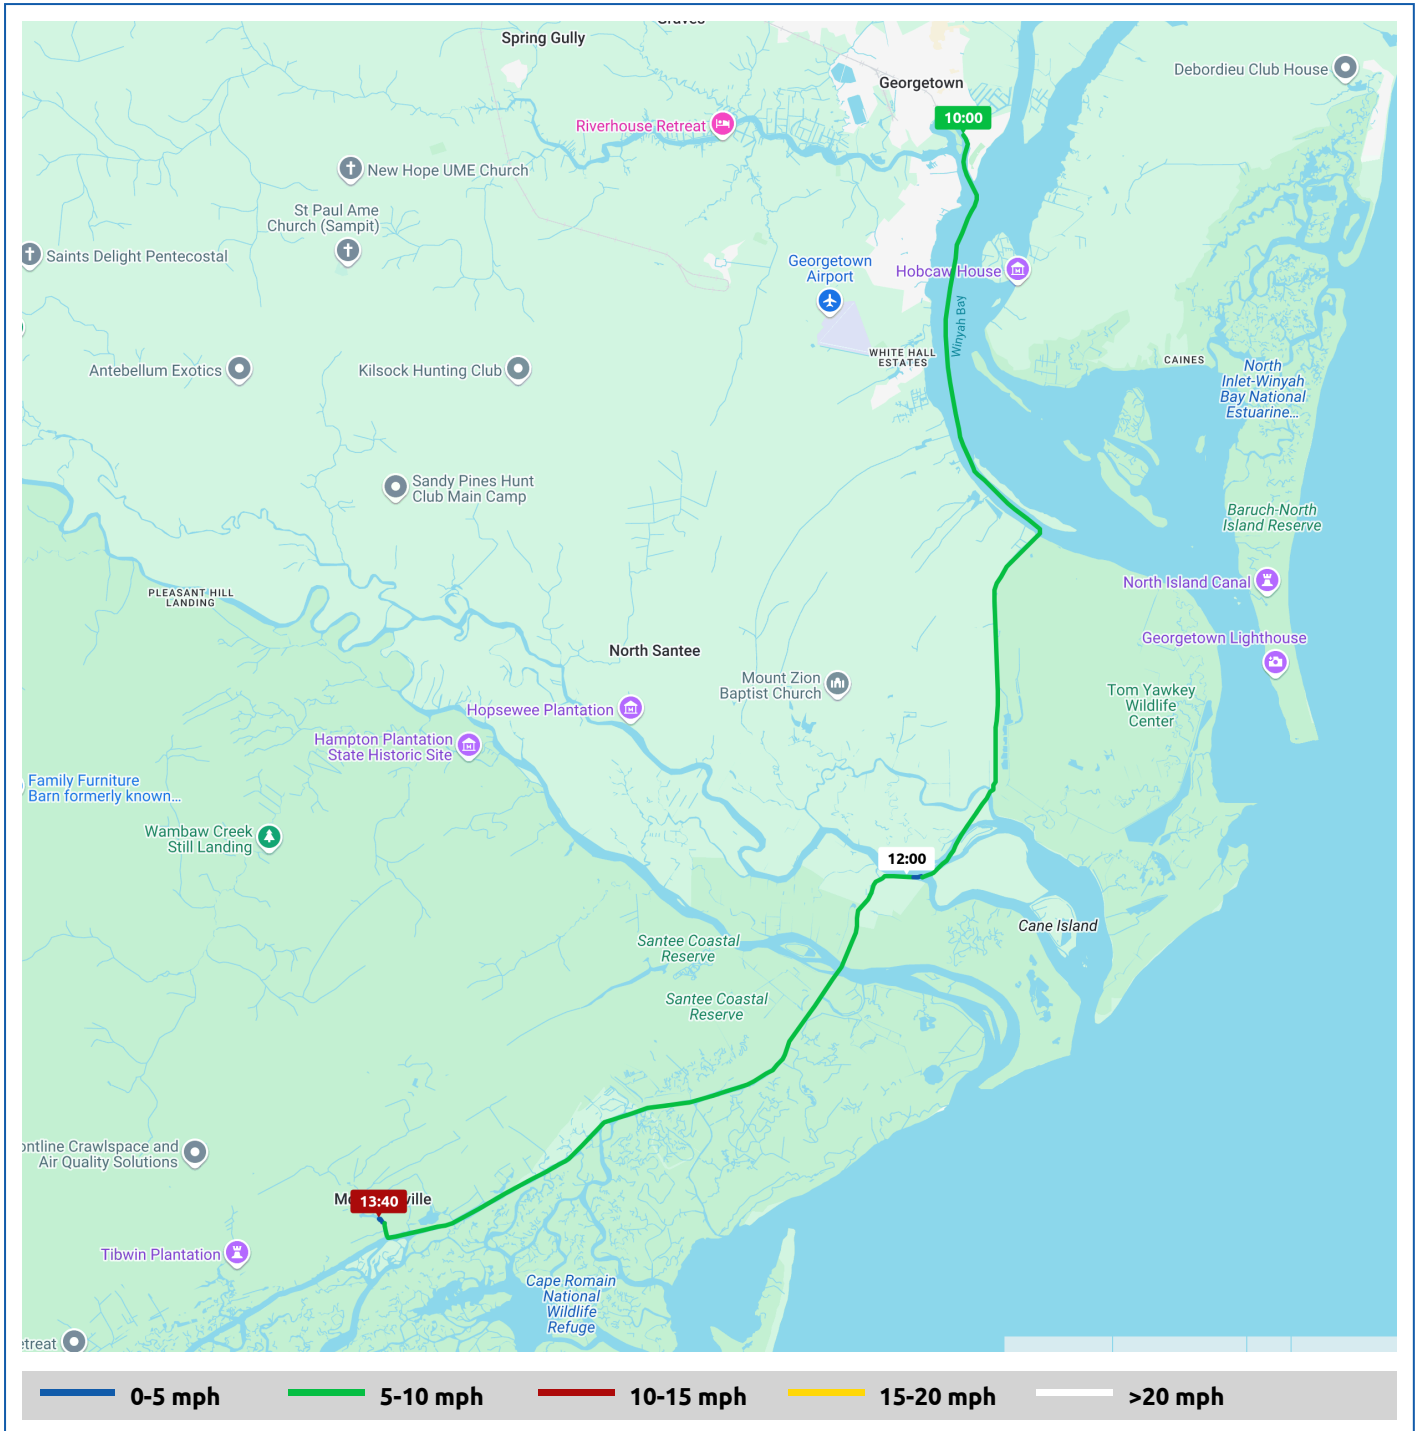 Spring Gully
Georgetown
Debordieu Club House
10:00
Riverhouse Retreat
New Hope UME Church
St Paul Ame
Church (Sampit)
Saints Delight Pentecostal
Georgetown
Airport
Hobcaw House
Winyah Bay
WHITE HALL
ESTATES
CAINES
Antebellum Exotics
Kilsock Hunting Club
North
Inlet-Winyah
Bay National
Estuarine...
Sandy Pines Hunt
Club Main Camp
Baruch-North
Island Reserve
North Island Canal
PLEASANT HILL
LANDING
Georgetown Lighthouse
North Santee
Mount Zion
Baptist Church
Tom Yawkey
Wildlife
Center
Hopsewee Plantation
Hampton Plantation
State Historic Site
Family Furniture
Barn formerly known...
Wambaw Creek
Still Landing
12:00
Cane Island
Santee Coastal
Reserve
Santee Coastal
Reserve
ontline Crawlspace and
Air Quality Solutions
13:40
ville
Tibwin Plantation
Cape Romain
National
Wildlife
Refuge
etreat
0-5 mph
5-10 mph
10-15 mph
15-20 mph
>20 mph